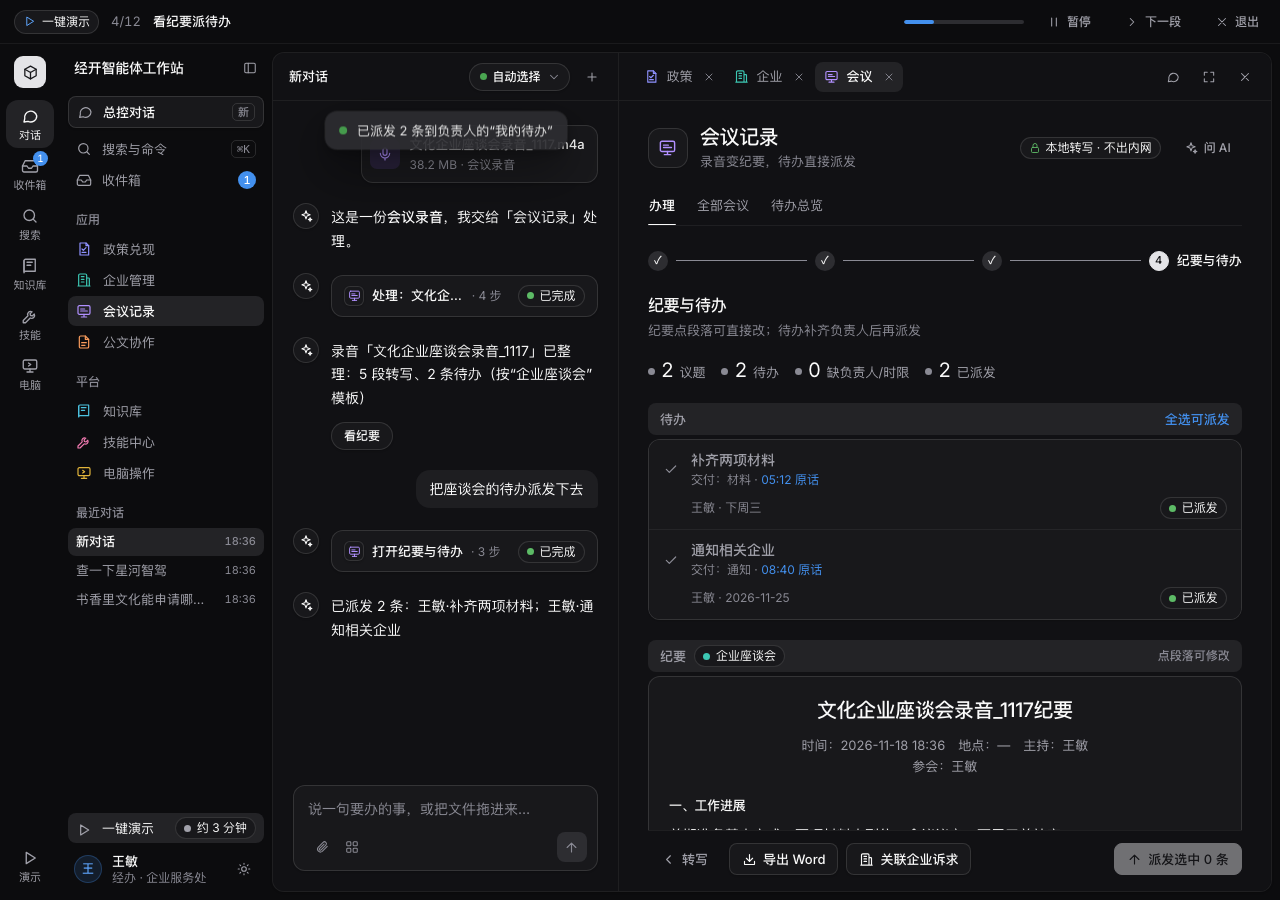 一键演示
4/12
看纪要派待办
暂停
下一段
退出
对话
1
收件箱
搜索
知识库
技能
电脑
演示
经开智能体工作站
总控对话
新
搜索与命令
⌘K
收件箱
1
应用
政策兑现
企业管理
会议记录
公文协作
平台
知识库
技能中心
电脑操作
最近对话
新对话 18:36
查一下星河智驾 18:36
书香里文化能申请哪... 18:36
一键演示
约 3 分钟
王
王敏
经办 · 企业服务处
新对话
自动选择
已派发 2 条到负责人的“我的待办”
文化企业座谈会录音_1117.m4a
38.2 MB · 会议录音
这是一份会议录音，我交给「会议记录」处
理。
处理：文化企... · 4 步
已完成
录音「文化企业座谈会录音_1117」已整
理：5 段转写、2 条待办（按“企业座谈会”
模板）
看纪要
把座谈会的待办派发下去
打开纪要与待办 · 3 步
已完成
已派发 2 条：王敏·补齐两项材料；王敏·通
知相关企业
说一句要办的事，或把文件拖进来...
政策
企业
会议
会议记录
录音变纪要，待办直接派发
本地转写 · 不出内网
问 AI
办理
全部会议
待办总览
4 纪要与待办
纪要与待办
纪要点段落可直接改；待办补齐负责人后再派发
2 议题
2 待办
0 缺负责人/时限
2 已派发
待办
全选可派发
补齐两项材料
交付：材料 · 05:12 原话
王敏 · 下周三
已派发
通知相关企业
交付：通知 · 08:40 原话
王敏 · 2026-11-25
已派发
纪要
企业座谈会
点段落可修改
文化企业座谈会录音_1117纪要
时间：2026-11-18 18:36 地点：— 主持：王敏
参会：王敏
一、工作进展
转写
导出 Word
关联企业诉求
派发选中 0 条